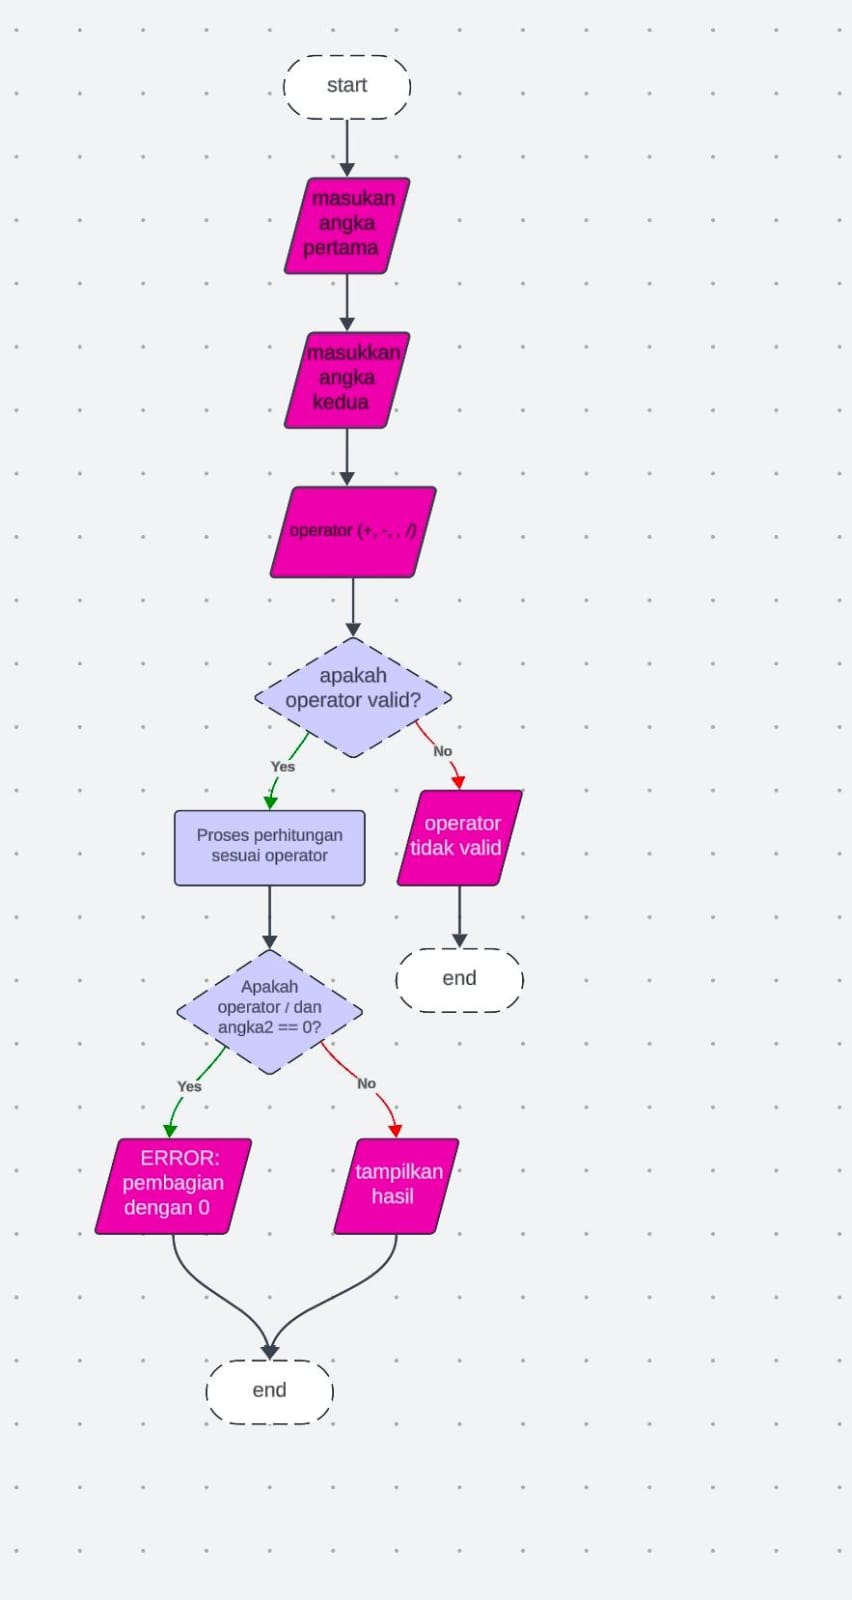 start
masukan
angka
pertama
masukkan
angka
kedua
operator (+, -, , /)
apakah
operator valid?
Yes
No
Proses perhitungan
sesuai operator
operator
tidak valid
end
Apakah
operator / dan
angka2 == 0?
Yes
No
ERROR:
pembagian
dengan 0
tampilkan
hasil
end